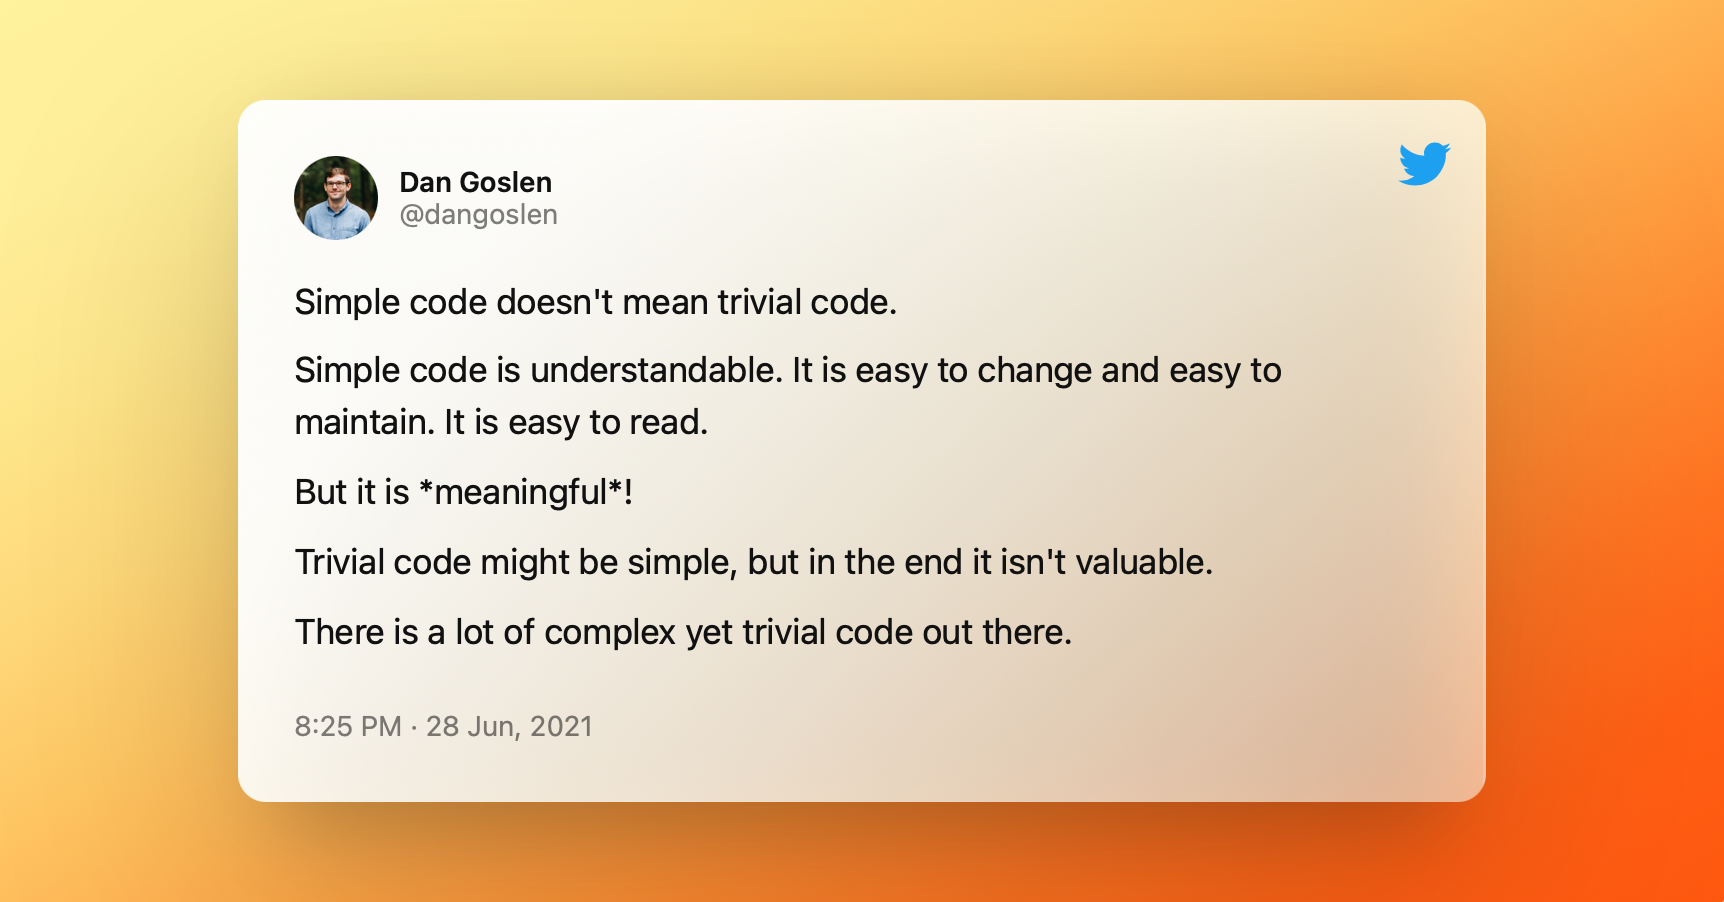 Dan Goslen
@dangoslen
Simple code doesn't mean trivial code.
Simple code is understandable. It is easy to change and easy to
maintain. It is easy to read.
But it is *meaningful*!
Trivial code might be simple, but in the end it isn't valuable.
There is a lot of complex yet trivial code out there.
8:25 PM · 28 Jun, 2021